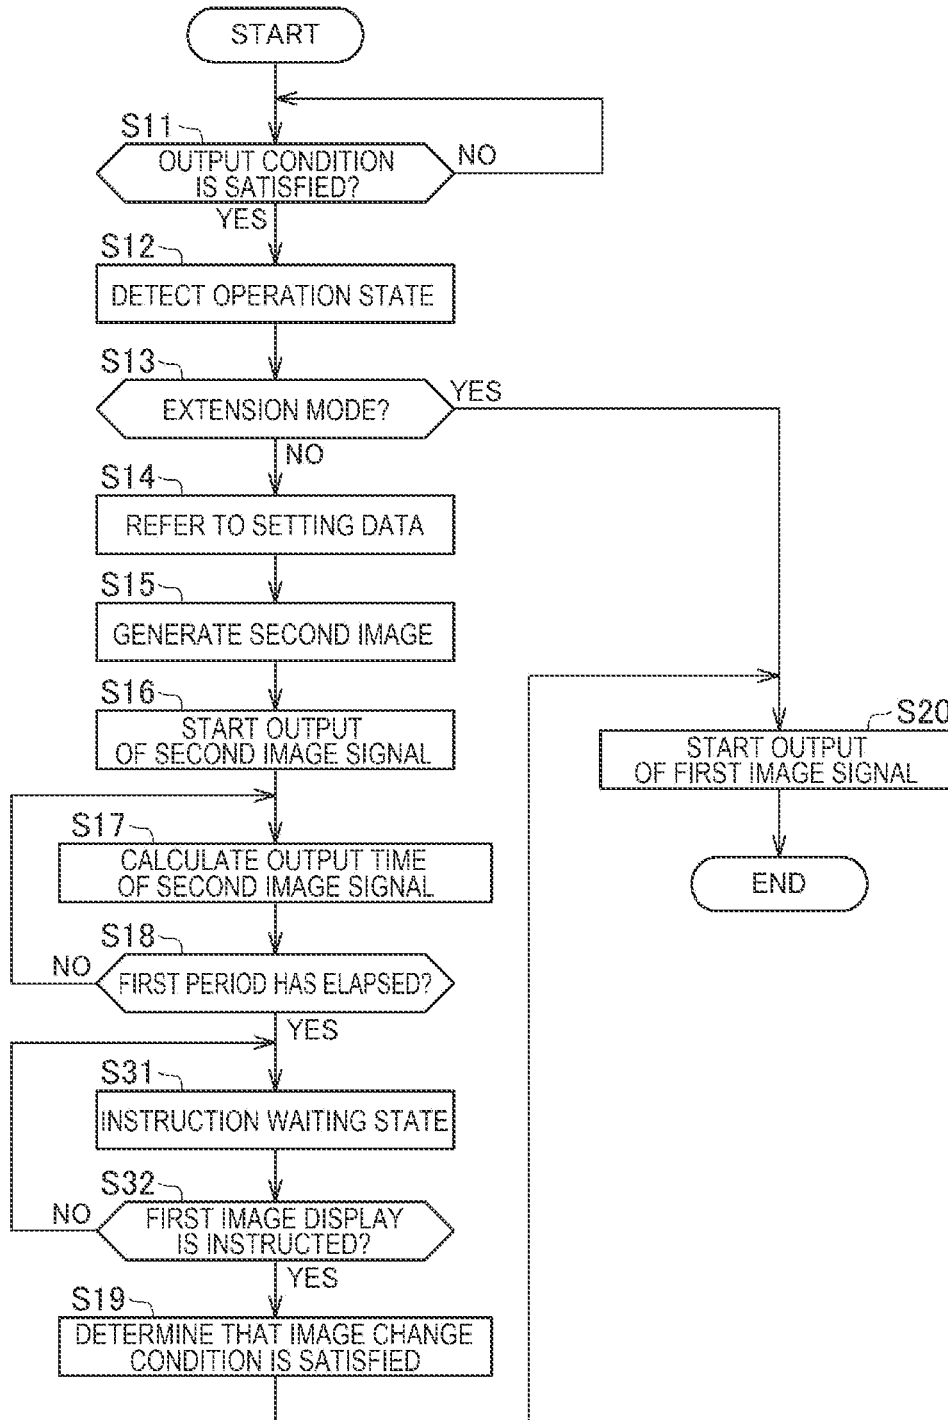 START
S11
OUTPUT CONDITION
IS SATISFIED?
NO
YES
S12
DETECT OPERATION STATE
S13
EXTENSION MODE?
YES
NO
S14
REFER TO SETTING DATA
S15
GENERATE SECOND IMAGE
S16
START OUTPUT
OF SECOND IMAGE SIGNAL
S20
START OUTPUT
OF FIRST IMAGE SIGNAL
END
S17
CALCULATE OUTPUT TIME
OF SECOND IMAGE SIGNAL
S18
FIRST PERIOD HAS ELAPSED?
NO
YES
S31
INSTRUCTION WAITING STATE
S32
FIRST IMAGE DISPLAY
IS INSTRUCTED?
NO
YES
S19
DETERMINE THAT IMAGE CHANGE
CONDITION IS SATISFIED